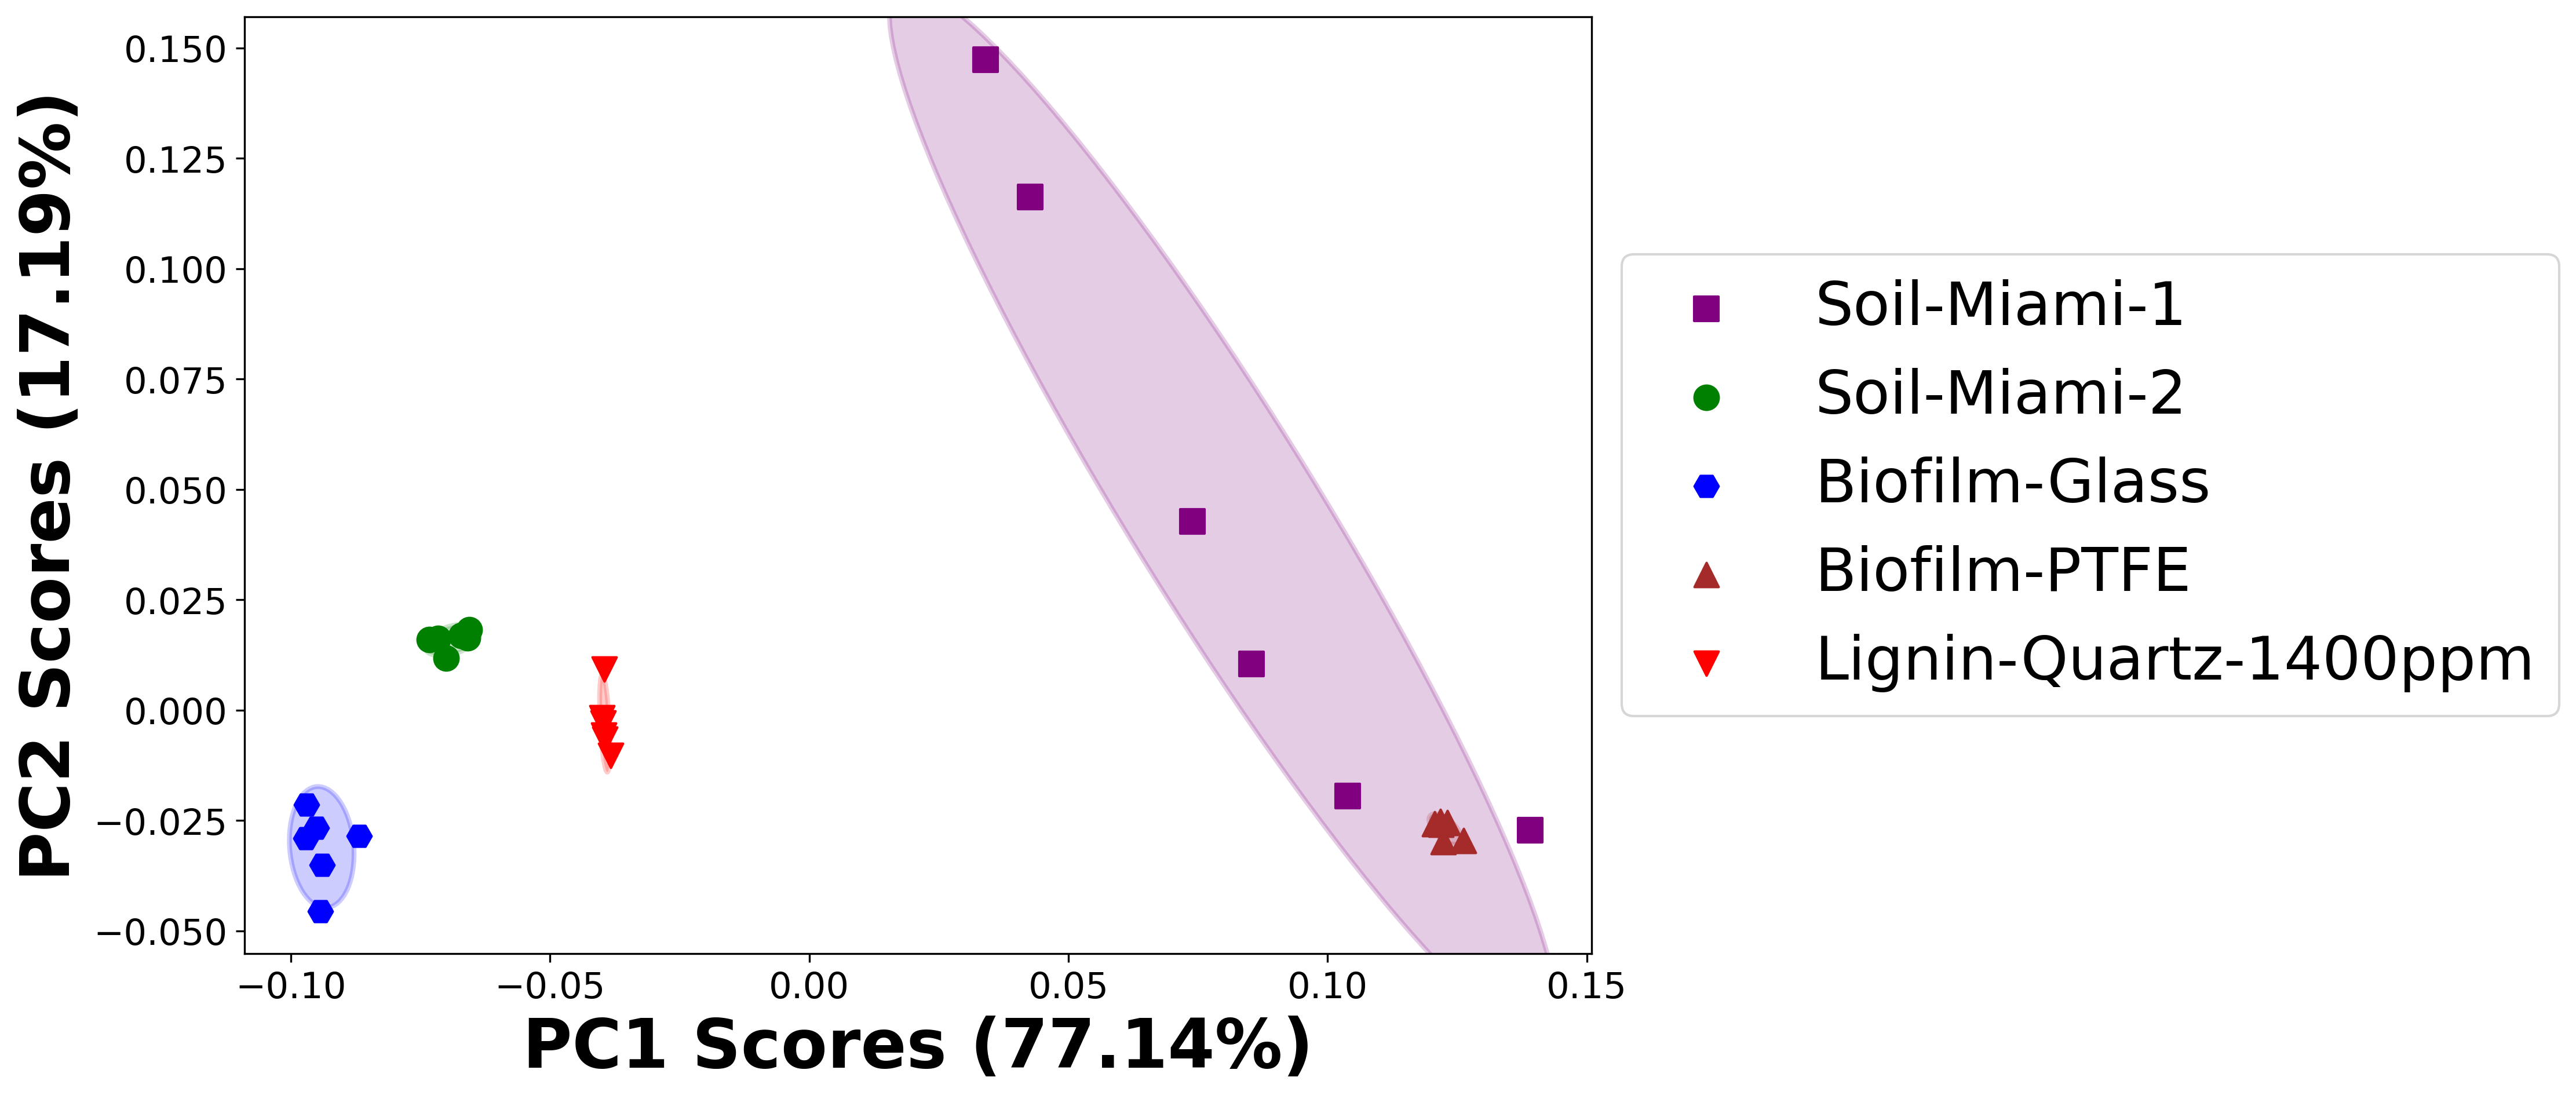 PC2 Scores (17.19%)
0.150
0.125
0.100
0.075
0.050
0.025
0.000
−0.025
−0.050
−0.10
−0.05
0.00
0.05
0.10
0.15
PC1 Scores (77.14%)
Soil-Miami-1
Soil-Miami-2
Biofilm-Glass
Biofilm-PTFE
Lignin-Quartz-1400ppm